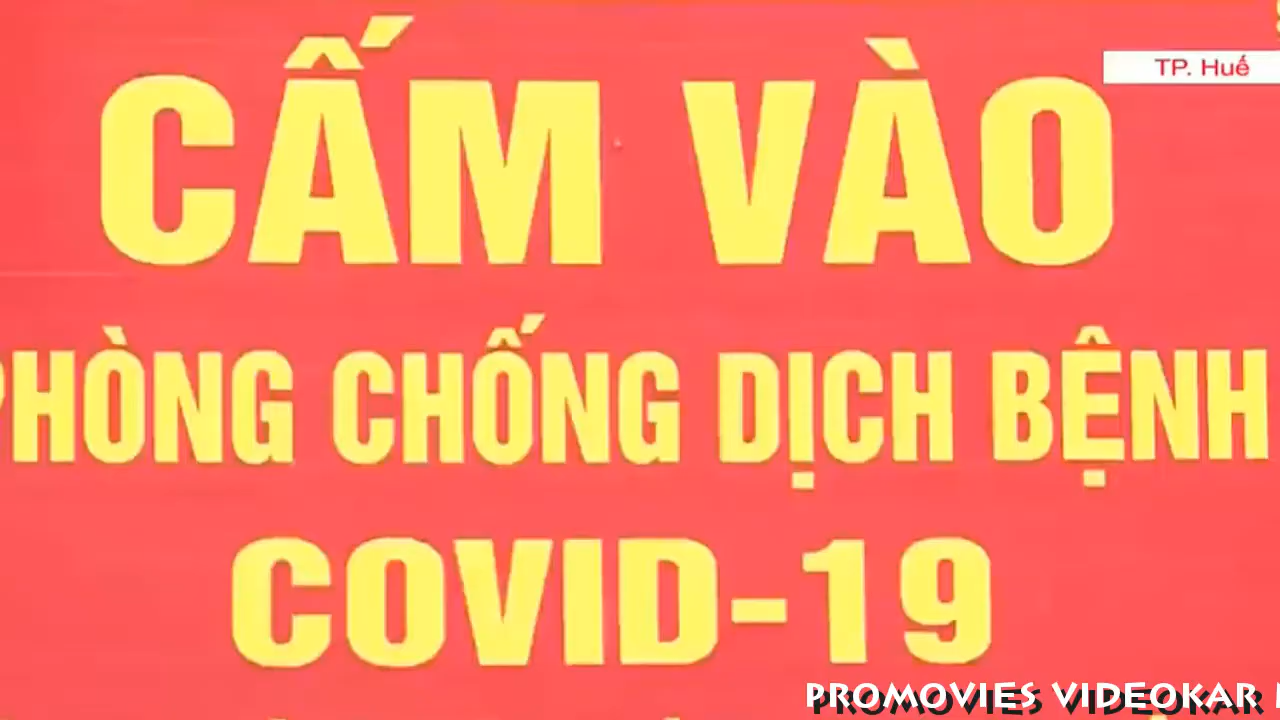 TP. Huế
CẤM VÀO
PHÒNG CHỐNG DỊCH BỆNH
COVID-19
PROMOVIES VIDEOKAR